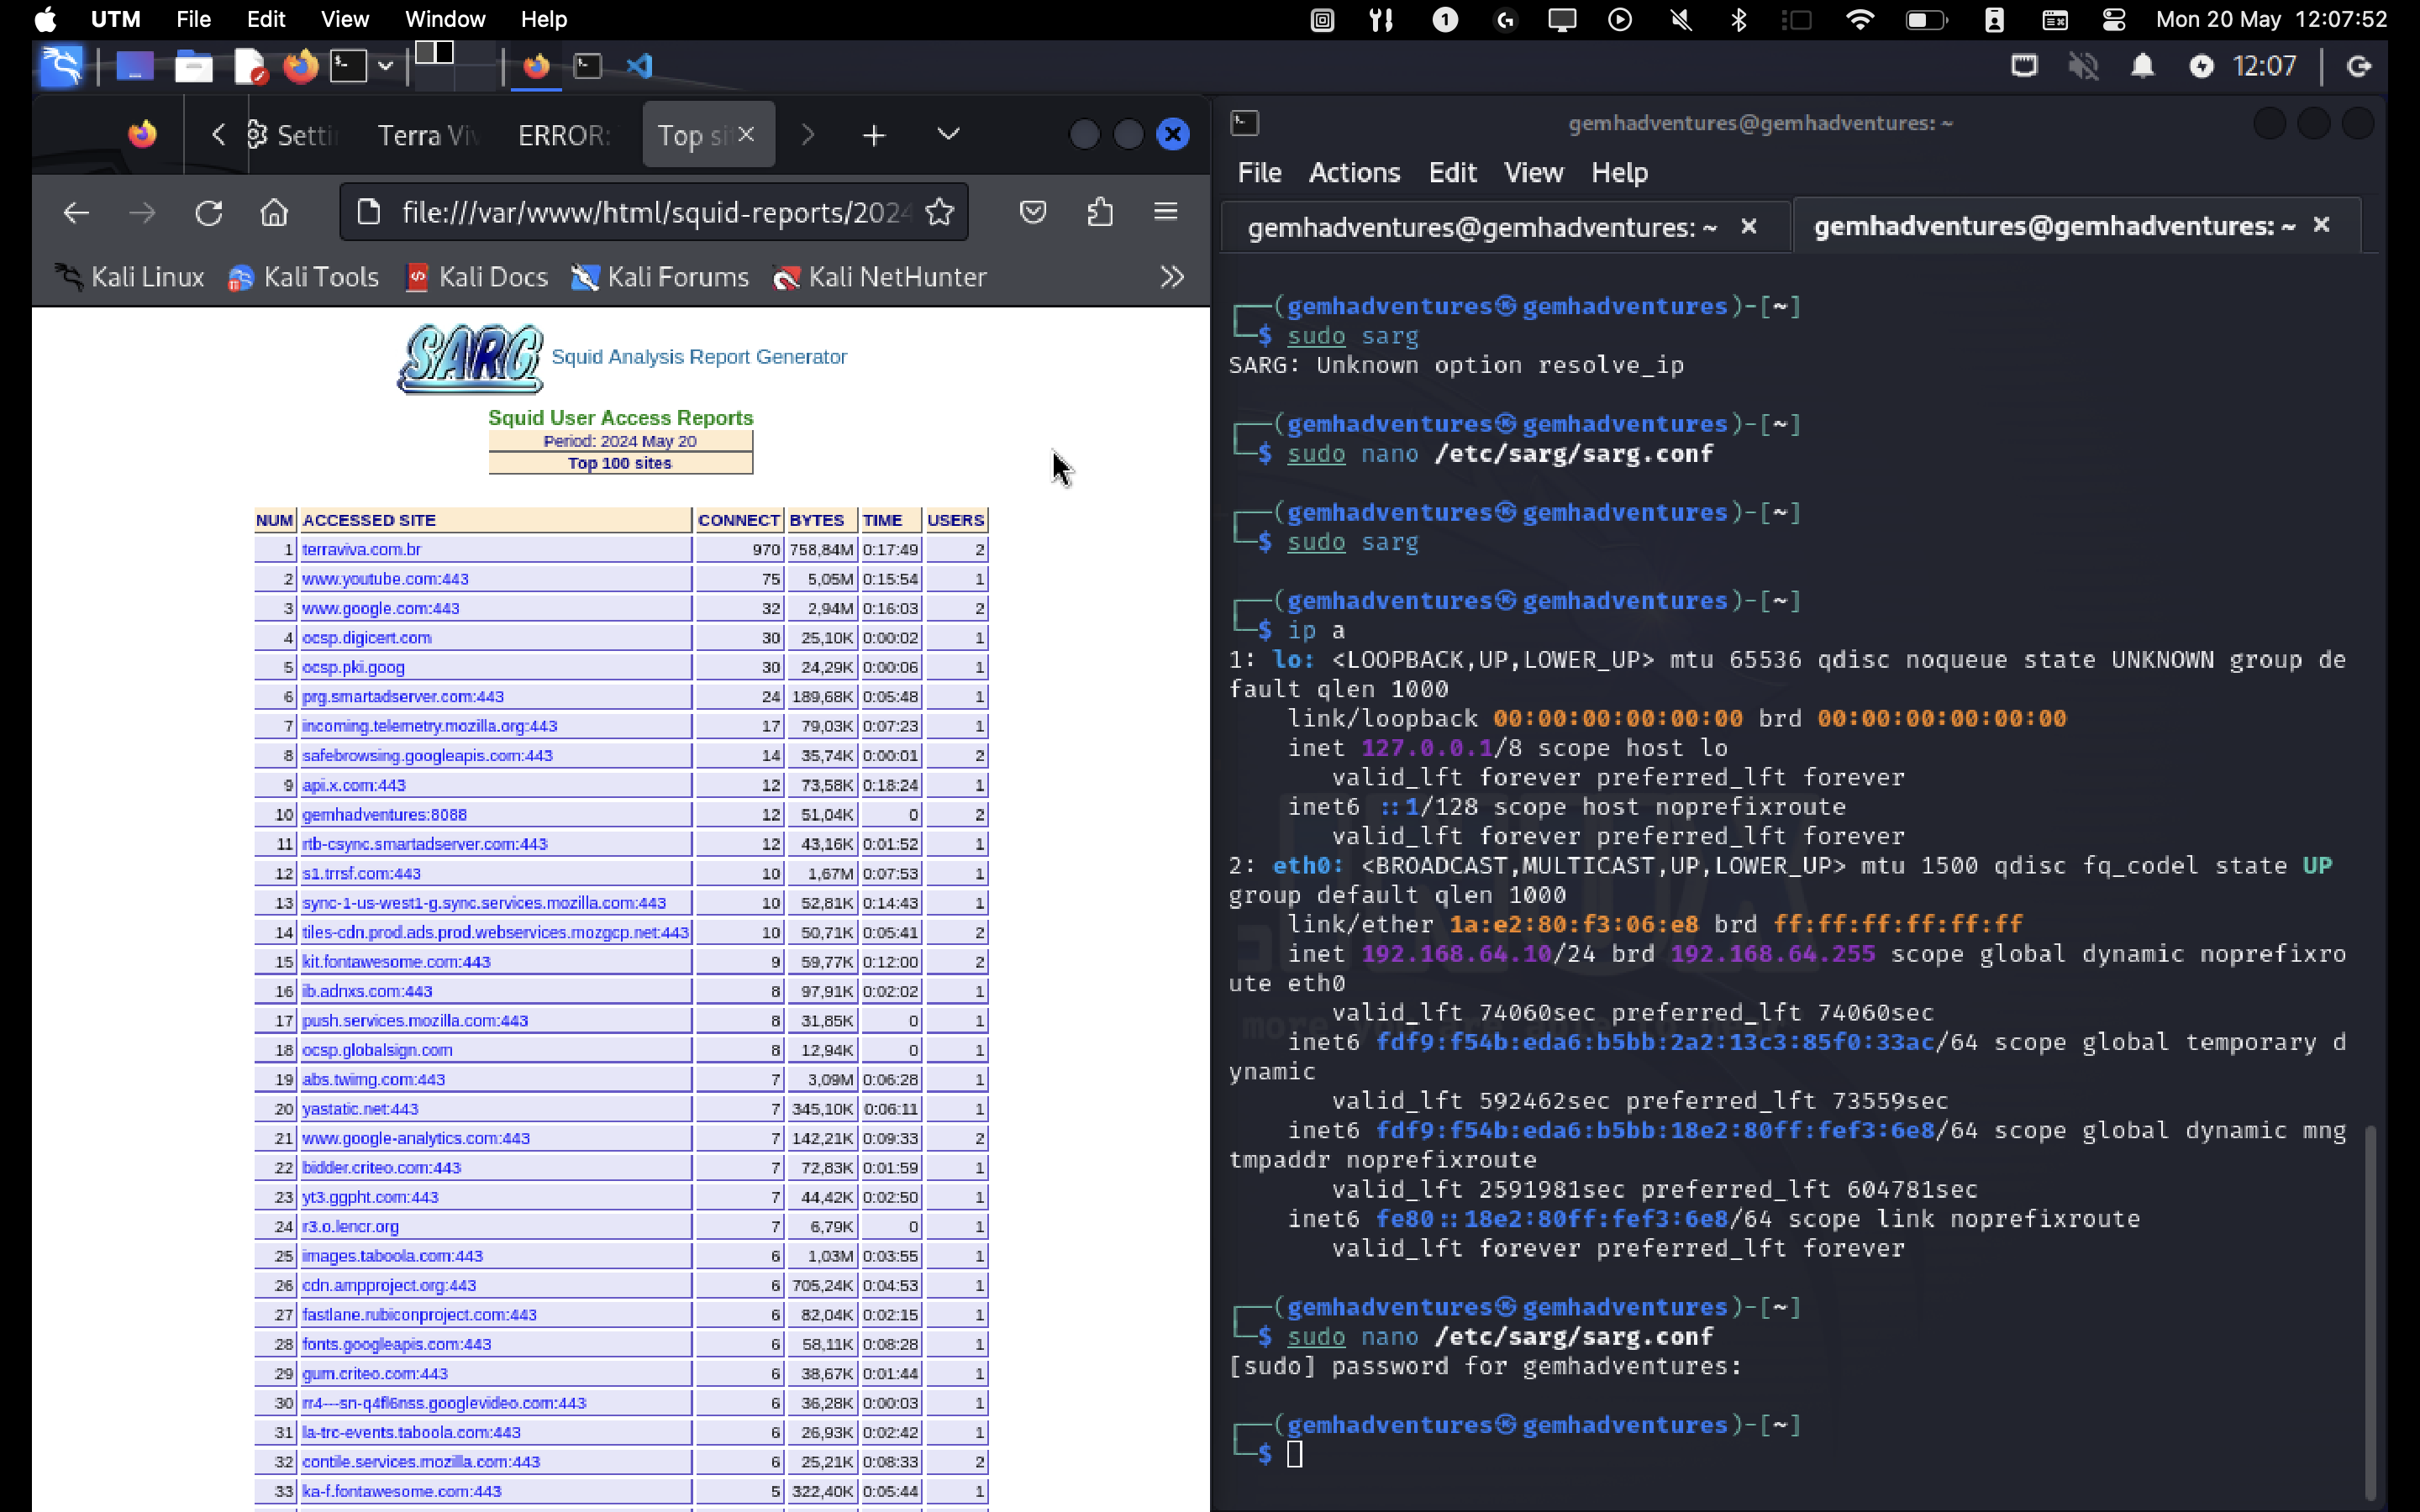 UTM File Edit View Window Help
Mon 20 May 12:07:52
12:07
Setti
Terra Viv
ERROR:
Top si
file:///var/www/html/squid-reports/2024
Kali Linux Kali Tools Kali Docs Kali Forums Kali NetHunter
SARG Squid Analysis Report Generator
Squid User Access Reports
Period: 2024 May 20
Top 100 sites
NUM ACCESSED SITE CONNECT BYTES TIME USERS
1 terraviva.com.br 970 758,84M 0:17:49 2
2 www.youtube.com:443 75 5,05M 0:15:54 1
3 www.google.com:443 32 2,94M 0:16:03 2
4 ocsp.digicert.com 30 25,10K 0:00:02 1
5 ocsp.pki.goog 30 24,29K 0:00:06 1
6 prg.smartadserver.com:443 24 189,68K 0:05:48 1
7 incoming.telemetry.mozilla.org:443 17 79,03K 0:07:23 1
8 safebrowsing.googleapis.com:443 14 35,74K 0:00:01 2
9 api.x.com:443 12 73,58K 0:18:24 1
10 gemhadventures:8088 12 51,04K 0 2
11 rtb-csync.smartadserver.com:443 12 43,16K 0:01:52 1
12 s1.trrsf.com:443 10 1,67M 0:07:53 1
13 sync-1-us-west1-g.sync.services.mozilla.com:443 10 52,81K 0:14:43 1
14 tiles-cdn.prod.ads.prod.webservices.mozgcp.net:443 10 50,71K 0:05:41 2
15 kit.fontawesome.com:443 9 59,77K 0:12:00 2
16 ib.adnxs.com:443 8 97,91K 0:02:02 1
17 push.services.mozilla.com:443 8 31,85K 0 1
18 ocsp.globalsign.com 8 12,94K 0 1
19 abs.twimg.com:443 7 3,09M 0:06:28 1
20 yastatic.net:443 7 345,10K 0:06:11 1
21 www.google-analytics.com:443 7 142,21K 0:09:33 2
22 bidder.criteo.com:443 7 72,83K 0:01:59 1
23 yt3.ggpht.com:443 7 44,42K 0:02:50 1
24 r3.o.lencr.org 7 6,79K 0 1
25 images.taboola.com:443 6 1,03M 0:03:55 1
26 cdn.ampproject.org:443 6 705,24K 0:04:53 1
27 fastlane.rubiconproject.com:443 6 82,04K 0:02:15 1
28 fonts.googleapis.com:443 6 58,11K 0:08:28 1
29 gum.criteo.com:443 6 38,67K 0:01:44 1
30 rr4---sn-q4fl6nss.googlevideo.com:443 6 36,28K 0:00:03 1
31 la-trc-events.taboola.com:443 6 26,93K 0:02:42 1
32 contile.services.mozilla.com:443 6 25,21K 0:08:33 2
33 ka-f.fontawesome.com:443 5 322,40K 0:05:44 1
gemhadventures@gemhadventures: ~
File Actions Edit View Help
gemhadventures@gemhadventures: ~ gemhadventures@gemhadventures: ~
┌──(gemhadventures㉿gemhadventures)-[~]
└─$ sudo sarg
SARG: Unknown option resolve_ip
┌──(gemhadventures㉿gemhadventures)-[~]
└─$ sudo nano /etc/sarg/sarg.conf
┌──(gemhadventures㉿gemhadventures)-[~]
└─$ sudo sarg
┌──(gemhadventures㉿gemhadventures)-[~]
└─$ ip a
1: lo: <LOOPBACK,UP,LOWER_UP> mtu 65536 qdisc noqueue state UNKNOWN group de
fault qlen 1000
link/loopback 00:00:00:00:00:00 brd 00:00:00:00:00:00
inet 127.0.0.1/8 scope host lo
valid_lft forever preferred_lft forever
inet6 ::1/128 scope host noprefixroute
valid_lft forever preferred_lft forever
2: eth0: <BROADCAST,MULTICAST,UP,LOWER_UP> mtu 1500 qdisc fq_codel state UP
group default qlen 1000
link/ether 1a:e2:80:f3:06:e8 brd ff:ff:ff:ff:ff:ff
inet 192.168.64.10/24 brd 192.168.64.255 scope global dynamic noprefixro
ute eth0
valid_lft 74060sec preferred_lft 74060sec
inet6 fdf9:f54b:eda6:b5bb:2a2:13c3:85f0:33ac/64 scope global temporary d
ynamic
valid_lft 592462sec preferred_lft 73559sec
inet6 fdf9:f54b:eda6:b5bb:18e2:80ff:fef3:6e8/64 scope global dynamic mng
tmpaddr noprefixroute
valid_lft 2591981sec preferred_lft 604781sec
inet6 fe80::18e2:80ff:fef3:6e8/64 scope link noprefixroute
valid_lft forever preferred_lft forever
┌──(gemhadventures㉿gemhadventures)-[~]
└─$ sudo nano /etc/sarg/sarg.conf
[sudo] password for gemhadventures:
┌──(gemhadventures㉿gemhadventures)-[~]
└─$